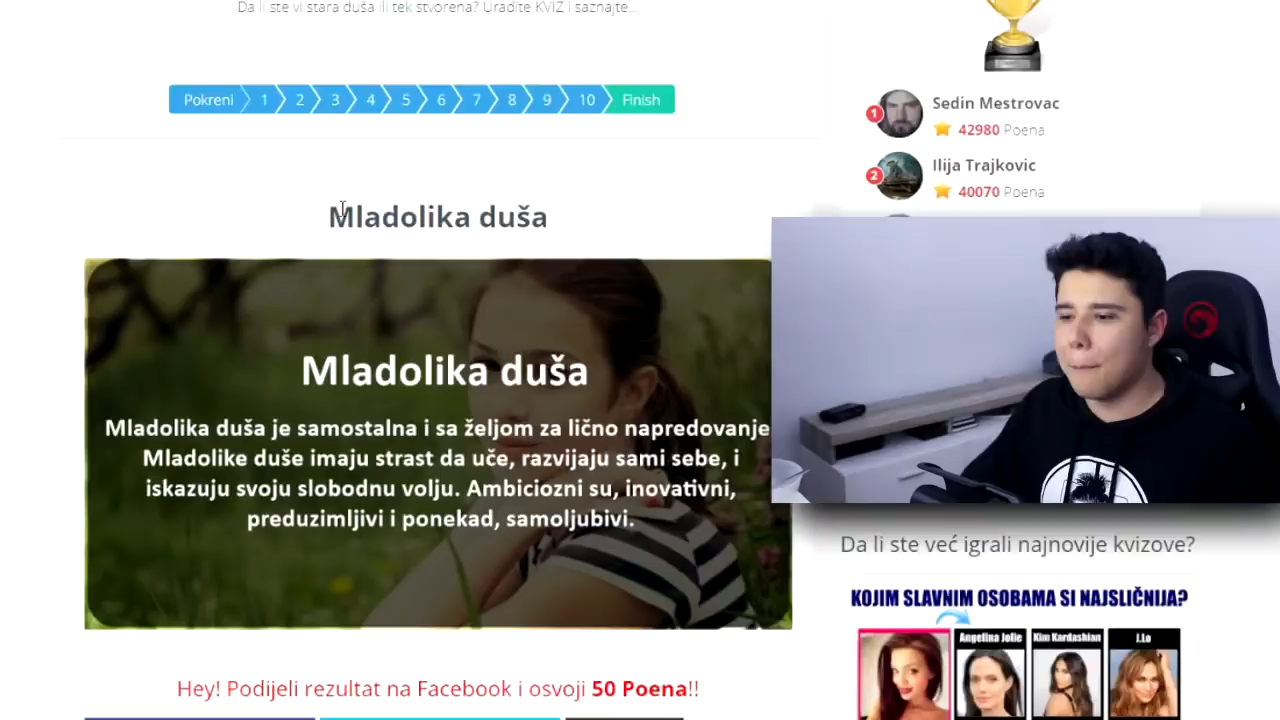 Da li ste vi stara duša ili tek stvorena? Uradite KVIZ i saznajte...
Pokreni 1 2 3 4 5 6 7 8 9 10 Finish
Mladolika duša
Mladolika duša
Mladolika duša je samostalna i sa željom za lično napredovanje
Mladolike duše imaju strast da uče, razvijaju sami sebe, i
iskazuju svoju slobodnu volju. Ambiciozni su, inovativni,
preduzimljivi i ponekad, samoljubivi.
Hey! Podijeli rezultat na Facebook i osvoji 50 Poena!!
1
Sedin Mestrovac
42980 Poena
2
Ilija Trajkovic
40070 Poena
Da li ste već igrali najnovije kvizove?
KOJIM SLAVNIM OSOBAMA SI NAJSLIČNIJA?
Angelina Jolie
Kim Kardashian
J.Lo